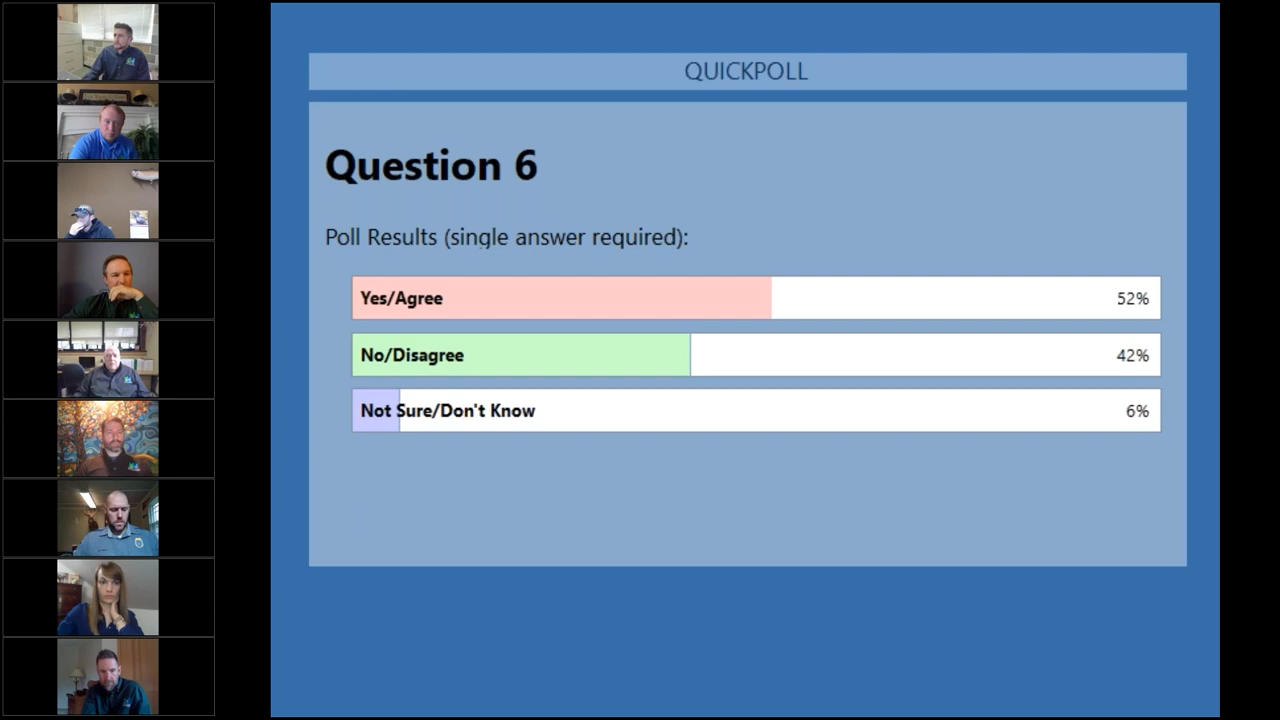 QUICKPOLL
Question 6
Poll Results (single answer required):
Yes/Agree 52%
No/Disagree 42%
Not Sure/Don't Know 6%